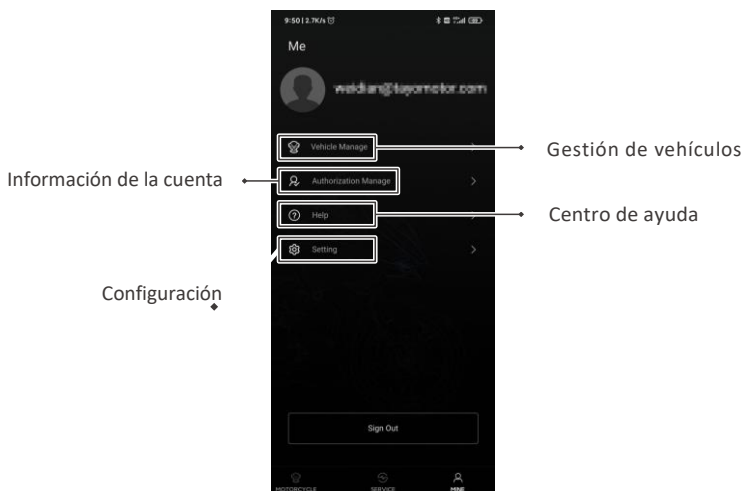 9:50 | 2.7K/s
Me
Vehicle Manage
Gestión de vehículos
Información de la cuenta
Authorization Manage
Help
Centro de ayuda
Setting
Configuración
Sign Out
MOTORCYCLE
SERVICE
MINE